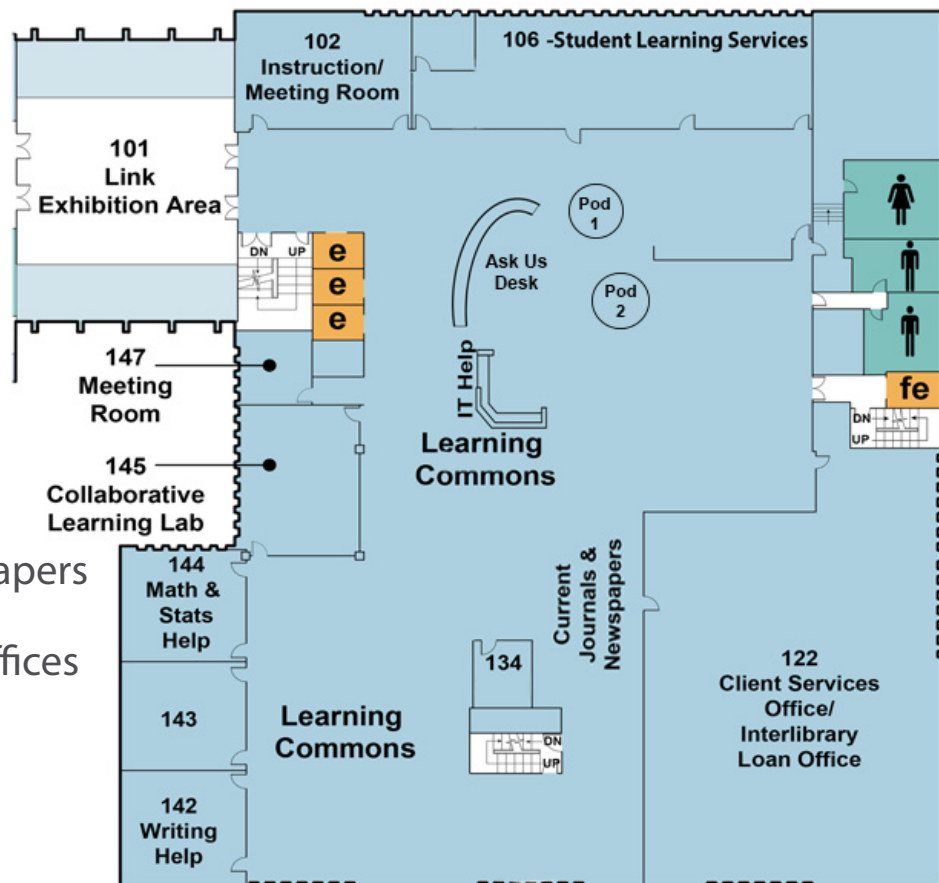 102
Instruction/
Meeting Room
106 -Student Learning Services
101
Link
Exhibition Area
DN UP
e
e
e
Pod
1
Ask Us
Desk
Pod
2
147
Meeting
Room
IT Help
fe
DN
UP
Learning
Commons
145
Collaborative
Learning Lab
apers
144
Math &
Stats
Help
ffices
Current
Journals &
Newspapers
134
122
Client Services
Office/
Interlibrary
Loan Office
143
Learning
Commons
DN
UP
142
Writing
Help